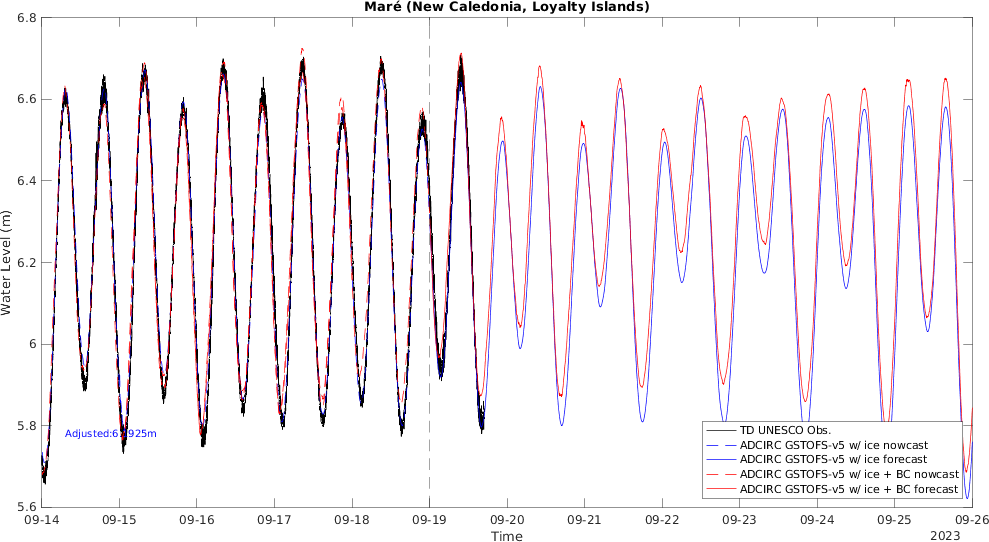 Maré (New Caledonia, Loyalty Islands)
Water Level (m)
6.8
6.6
6.4
6.2
6
5.8
5.6
TD UNESCO Obs.
ADCIRC GSTOFS-v5 w/ ice nowcast
ADCIRC GSTOFS-v5 w/ ice forecast
ADCIRC GSTOFS-v5 w/ ice + BC nowcast
ADCIRC GSTOFS-v5 w/ ice + BC forecast
09-14 09-15 09-16 09-17 09-18 09-19 09-20 09-21 09-22 09-23 09-24 09-25 09-26
Time
2023